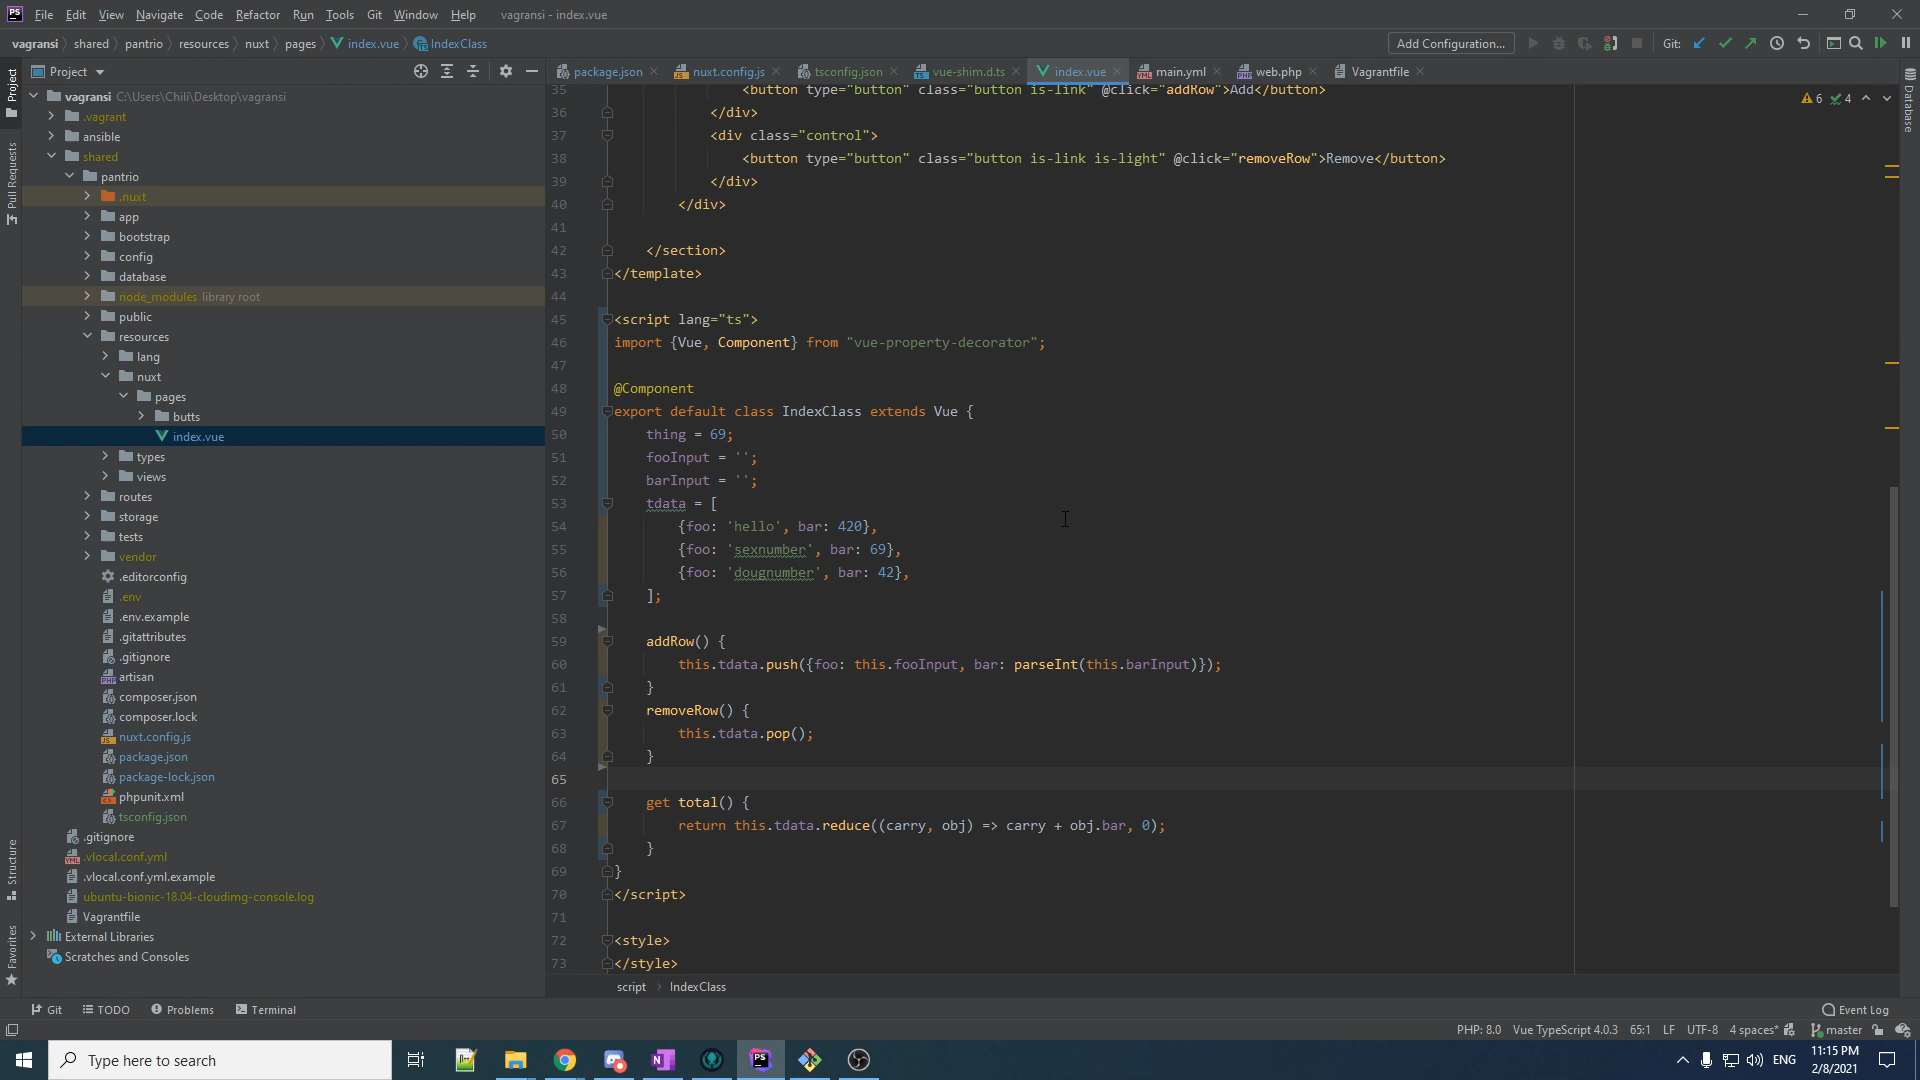 File Edit View Navigate Code Refactor Run Tools Git Window Help vagransi - index.vue
vagransi shared pantrio resources nuxt pages index.vue IndexClass
Add Configuration... Git:
Project
package.json nuxt.config.js tsconfig.json vue-shim.d.ts index.vue main.yml web.php Vagrantfile
Project
Pull Requests
Structure
Favorites
Database
vagransi C:\Users\Chili\Desktop\vagransi
.vagrant
ansible
shared
pantrio
.nuxt
app
bootstrap
config
database
node_modules library root
public
resources
lang
nuxt
pages
butts
index.vue
types
views
routes
storage
tests
vendor
.editorconfig
.env
.env.example
.gitattributes
.gitignore
artisan
composer.json
composer.lock
nuxt.config.js
package.json
package-lock.json
phpunit.xml
tsconfig.json
.gitignore
.vlocal.conf.yml
.vlocal.conf.yml.example
ubuntu-bionic-18.04-cloudimg-console.log
Vagrantfile
External Libraries
Scratches and Consoles
6 4
35 <button type="button" class="button is-link" @click="addRow">Add</button>
36 </div>
37 <div class="control">
38 <button type="button" class="button is-link is-light" @click="removeRow">Remove</button>
39 </div>
40 </div>
41
42 </section>
43 </template>
44
45 <script lang="ts">
46 import {Vue, Component} from "vue-property-decorator";
47
48 @Component
49 export default class IndexClass extends Vue {
50 thing = 69;
51 fooInput = '';
52 barInput = '';
53 tdata = [
54 {foo: 'hello', bar: 420},
55 {foo: 'sexnumber', bar: 69},
56 {foo: 'dougnumber', bar: 42},
57 ];
58
59 addRow() {
60 this.tdata.push({foo: this.fooInput, bar: parseInt(this.barInput)});
61 }
62 removeRow() {
63 this.tdata.pop();
64 }
65
66 get total() {
67 return this.tdata.reduce((carry, obj) => carry + obj.bar, 0);
68 }
69 }
70 </script>
71
72 <style>
73 </style>
script IndexClass
Git TODO Problems Terminal Event Log
PHP: 8.0 Vue TypeScript 4.0.3 65:1 LF UTF-8 4 spaces* master
Type here to search
ENG
11:15 PM
2/8/2021